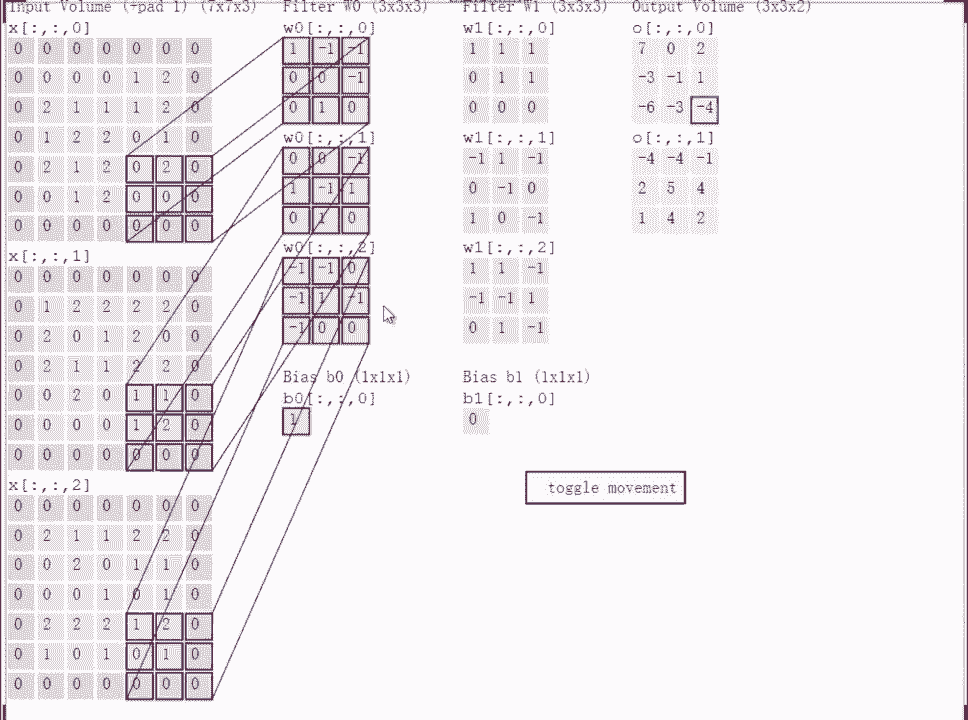 Input Volume (+pad 1) (7x7x3)
x[:,:,0]
0 0 0 0 0 0 0
0 0 0 0 1 2 0
0 2 1 1 1 2 0
0 1 2 2 0 1 0
0 2 1 2 0 2 0
0 0 1 2 0 0 0
0 0 0 0 0 0 0
x[:,:,1]
0 0 0 0 0 0 0
0 1 2 2 2 2 0
0 2 0 1 2 0 0
0 2 1 1 2 2 0
0 0 2 0 1 1 0
0 0 0 0 1 2 0
0 0 0 0 0 0 0
x[:,:,2]
0 0 0 0 0 0 0
0 2 1 1 2 2 0
0 0 2 0 1 1 0
0 0 0 1 0 1 0
0 2 2 2 1 2 0
0 1 0 1 0 1 0
0 0 0 0 0 0 0
Filter W0 (3x3x3)
w0[:,:,0]
1 -1 -1
0 0 -1
0 1 0
w0[:,:,1]
0 0 -1
1 -1 1
0 1 0
w0[:,:,2]
-1 -1 0
-1 1 -1
-1 0 0
Bias b0 (1x1x1)
b0[:,:,0]
1
Filter W1 (3x3x3)
w1[:,:,0]
1 1 1
0 1 1
0 0 0
w1[:,:,1]
-1 1 -1
0 -1 0
1 0 -1
w1[:,:,2]
1 1 -1
-1 -1 1
0 1 -1
Bias b1 (1x1x1)
b1[:,:,0]
0
Output Volume (3x3x2)
o[:,:,0]
7 0 2
-3 -1 1
-6 -3 -4
o[:,:,1]
-4 -4 -1
2 5 4
1 4 2
toggle movement